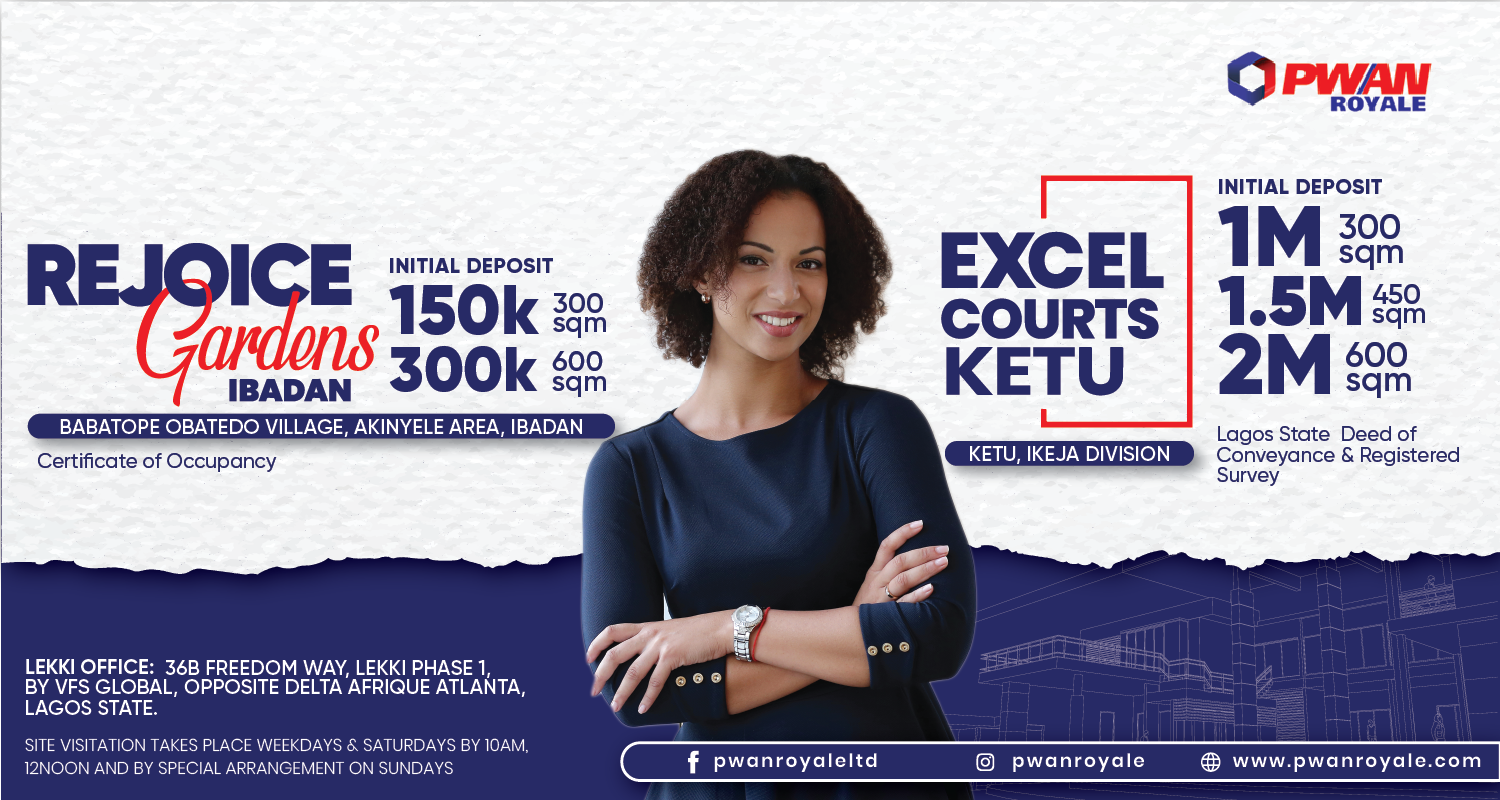 PWAN
ROYALE
REJOICE
Gardens
IBADAN
INITIAL DEPOSIT
150k 300 sqm
300k 600 sqm
BABATOPE OBATEDO VILLAGE, AKINYELE AREA, IBADAN
Certificate of Occupancy
EXCEL
COURTS
KETU
KETU, IKEJA DIVISION
INITIAL DEPOSIT
1M 300 sqm
1.5M 450 sqm
2M 600 sqm
Lagos State Deed of
Conveyance & Registered
Survey
LEKKI OFFICE: 36B FREEDOM WAY, LEKKI PHASE 1,
BY VFS GLOBAL, OPPOSITE DELTA AFRIQUE ATLANTA,
LAGOS STATE.
SITE VISITATION TAKES PLACE WEEKDAYS & SATURDAYS BY 10AM,
12NOON AND BY SPECIAL ARRANGEMENT ON SUNDAYS
pwanroyaleltd pwanroyale www.pwanroyale.com